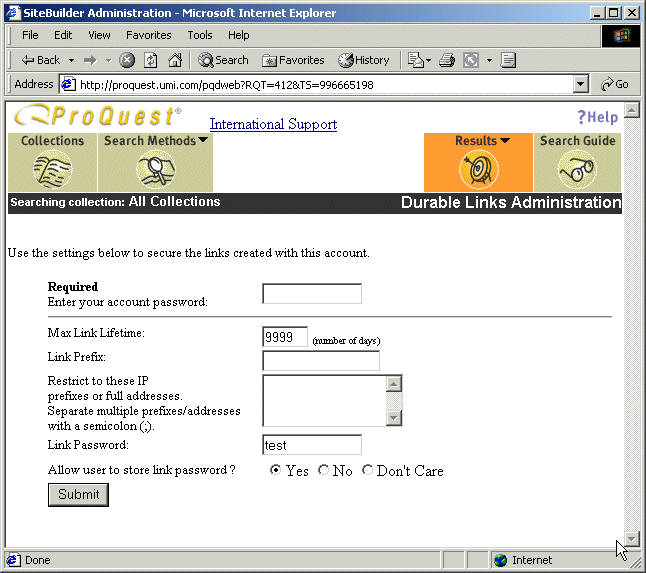 SiteBuilder Administration - Microsoft Internet Explorer
File Edit View Favorites Tools Help
Back Search Favorites History
Address http://proquest.umi.com/pqdweb?RQT=412&TS=996665198 Go
ProQuest® International Support ?Help
Collections Search Methods Results Search Guide
Searching collection: All Collections Durable Links Administration
Use the settings below to secure the links created with this account.
Required
Enter your account password:
Max Link Lifetime: 9999 (number of days)
Link Prefix:
Restrict to these IP
prefixes or full addresses.
Separate multiple prefixes/addresses
with a semicolon (;).
Link Password: test
Allow user to store link password ? Yes No Don't Care
Submit
Done Internet